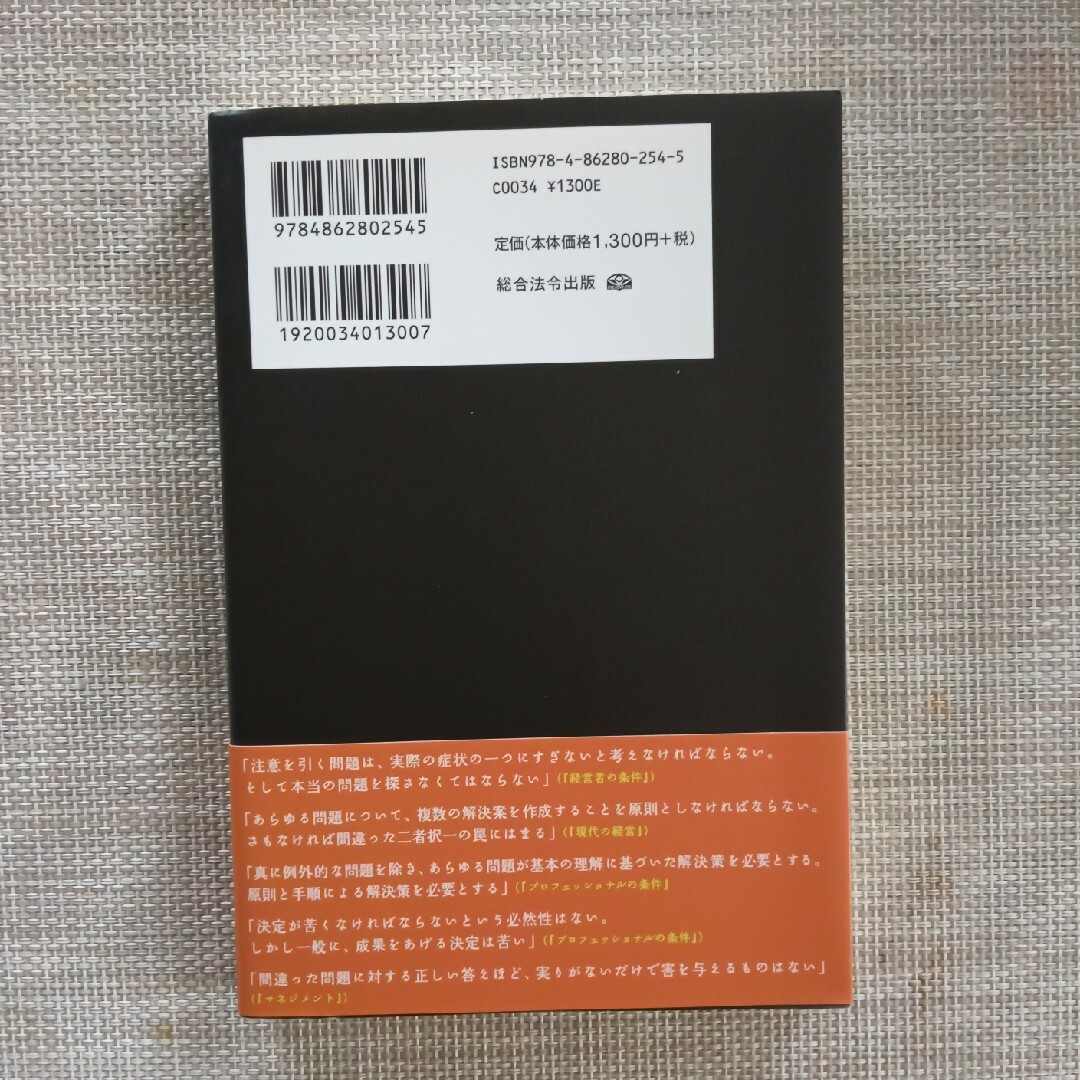 9784862802545
ISBN978-4-86280-254-5
C0034 ¥1300E
定価(本体価格1,300円+税)
総合法令出版
1920034013007
「注意を引く問題は、実際の症状の一つにすぎないと考えなければならない。
そして本当の問題を探さなくてはならない」(『経営者の条件』)
「あらゆる問題について、複数の解決案を作成することを原則としなければならない。
さもなければ間違った二者択一の罠にはまる」(『現代の経営』)
「真に例外的な問題を除き、あらゆる問題が基本の理解に基づいた解決策を必要とする。
原則と手順による解決策を必要とする」(『プロフェッショナルの条件』
「決定が苦くなければならないという必然性はない。
しかし一般に、成果をあげる決定は苦い」(『プロフェッショナルの条件』)
「間違った問題に対する正しい答えほど、実りがないだけで害を与えるものはない」
(『マネジメント』)